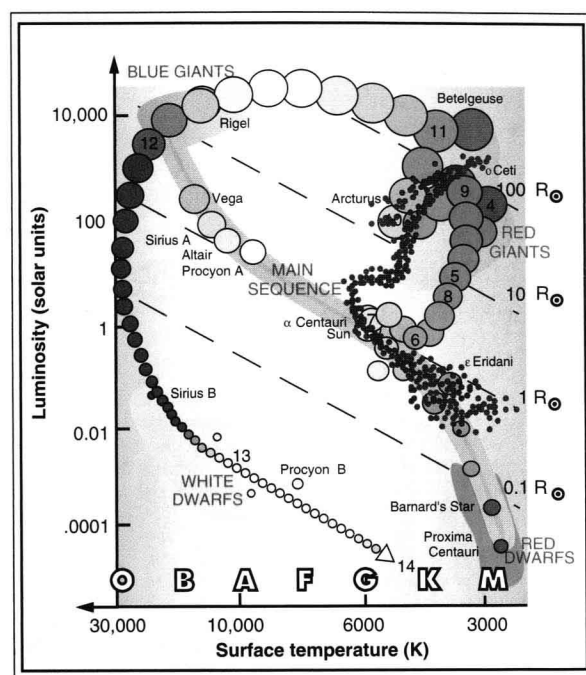 BLUE GIANTS
Betelgeuse
10,000
Rigel
11
12
ο Ceti
9
100 R
Vega
Arcturus
4
100
Sirius A
RED
GIANTS
Altair
Procyon A
MAIN
SEQUENCE
5
10 R
8
α Centauri
7
1
Sun
6
ε Eridani
Sirius B
1 R
0.01
13
WHITE
DWARFS
Procyon B
0.1 R
Barnard's Star
.0001
Proxima
Centauri
RED
DWARFS
14
O B A F G K M
30,000 10,000 6000 3000
Surface temperature (K)
Luminosity (solar units)